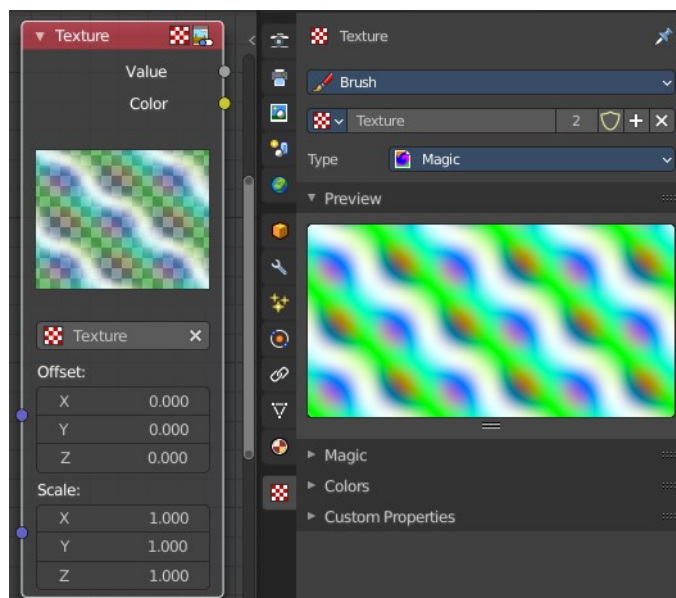 Texture
Value
Color
Texture
Offset:
X 0.000
Y 0.000
Z 0.000
Scale:
X 1.000
Y 1.000
Z 1.000
Texture
Brush
Texture 2
Type Magic
Preview
Magic
Colors
Custom Properties